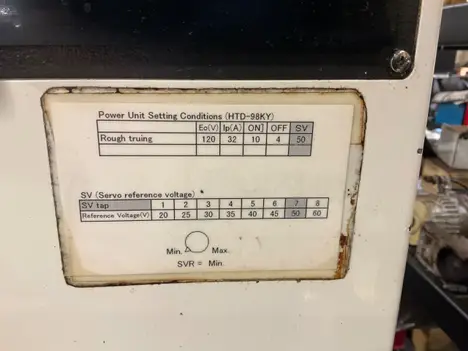 Power Unit Setting Conditions (HTD-98KY)
Eo(V) Ip(A) ON] OFF SV
Rough truing 120 32 10 4 50
SV (Servo reference voltage)
SV tap 1 2 3 4 5 6 7 8
Reference Voltage(V) 20 25 30 35 40 45 50 60
Min. Max.
SVR = Min.